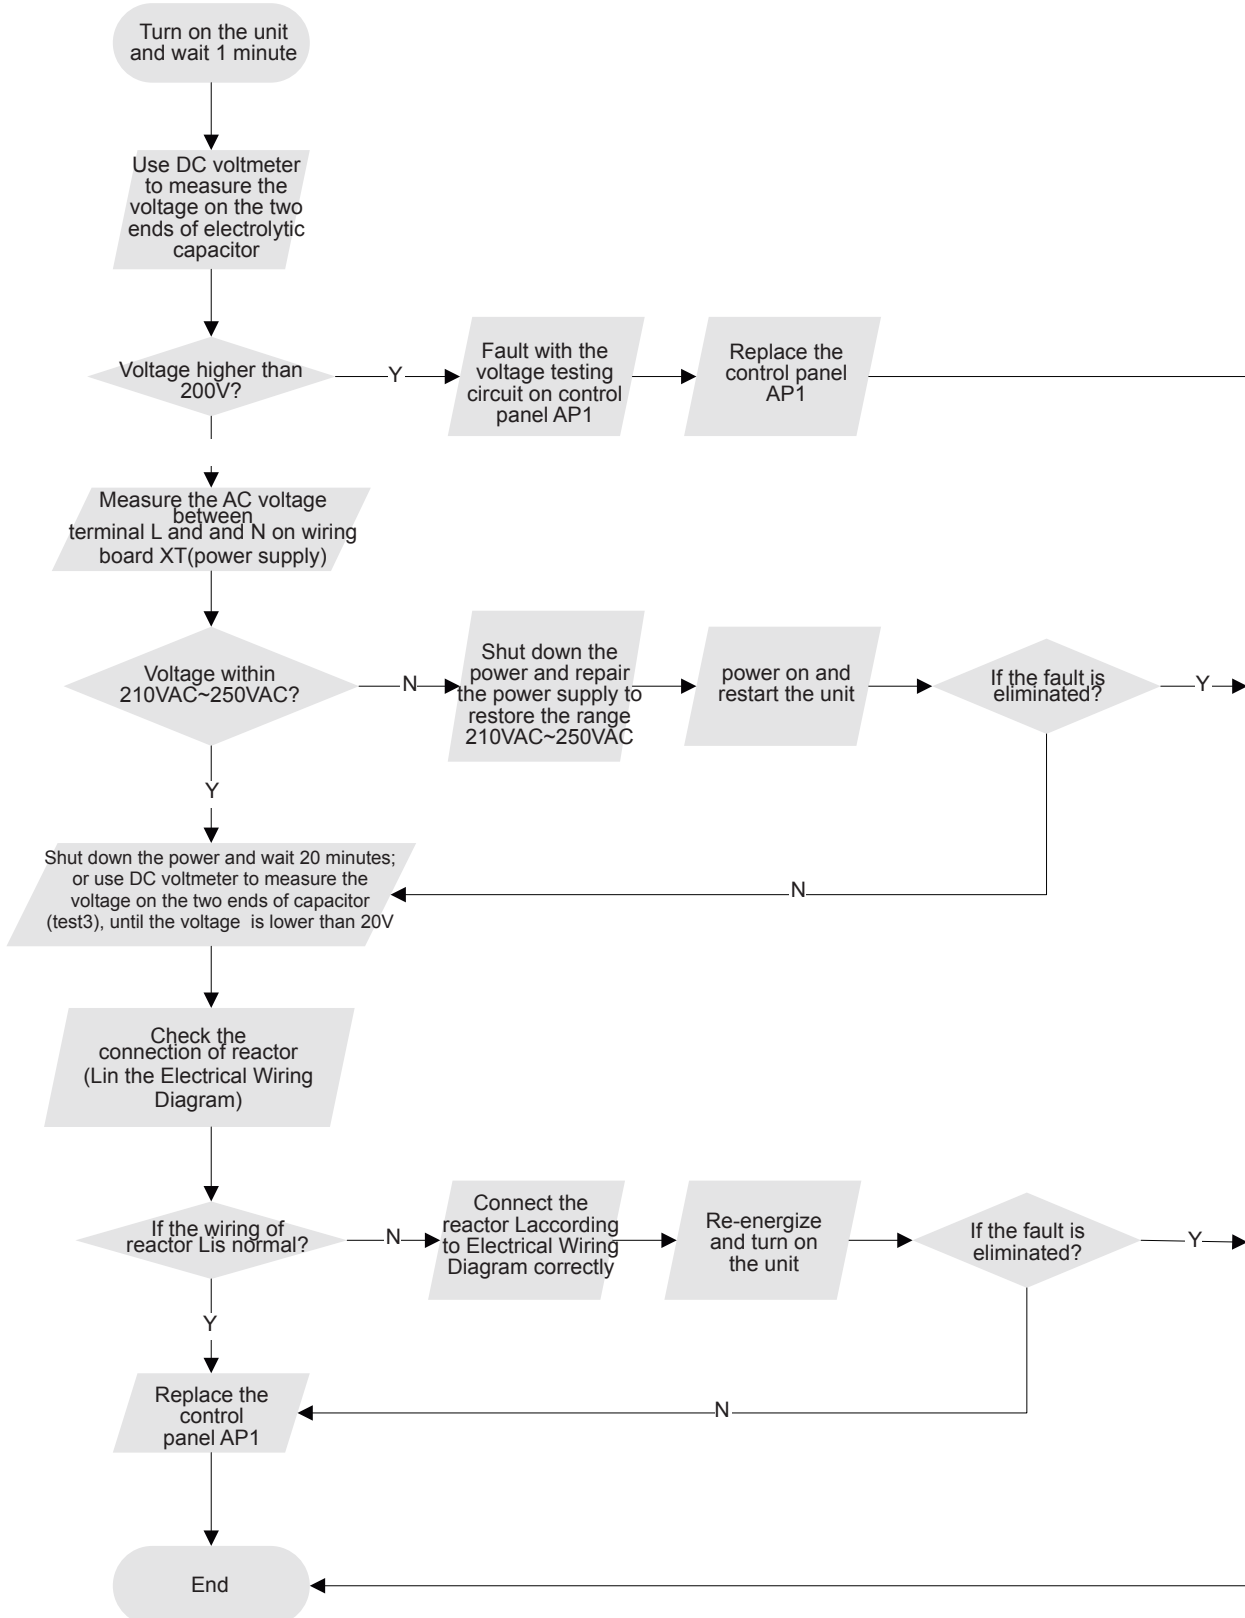 Turn on the unit
and wait 1 minute
Use DC voltmeter
to measure the
voltage on the two
ends of electrolytic
capacitor
Voltage higher than
200V?
Y
Fault with the
voltage testing
circuit on control
panel AP1
Replace the
control panel
AP1
Measure the AC voltage
between
terminal L and and N on wiring
board XT(power supply)
Voltage within
210VAC~250VAC?
N
Shut down the
power and repair
the power supply to
restore the range
210VAC~250VAC
power on and
restart the unit
If the fault is
eliminated?
Y
Y
Shut down the power and wait 20 minutes;
or use DC voltmeter to measure the
voltage on the two ends of capacitor
(test3), until the voltage is lower than 20V
N
Check the
connection of reactor
(Lin the Electrical Wiring
Diagram)
If the wiring of
reactor Lis normal?
N
Connect the
reactor Laccording
to Electrical Wiring
Diagram correctly
Re-energize
and turn on
the unit
If the fault is
eliminated?
Y
Y
Replace the
control
panel AP1
N
End